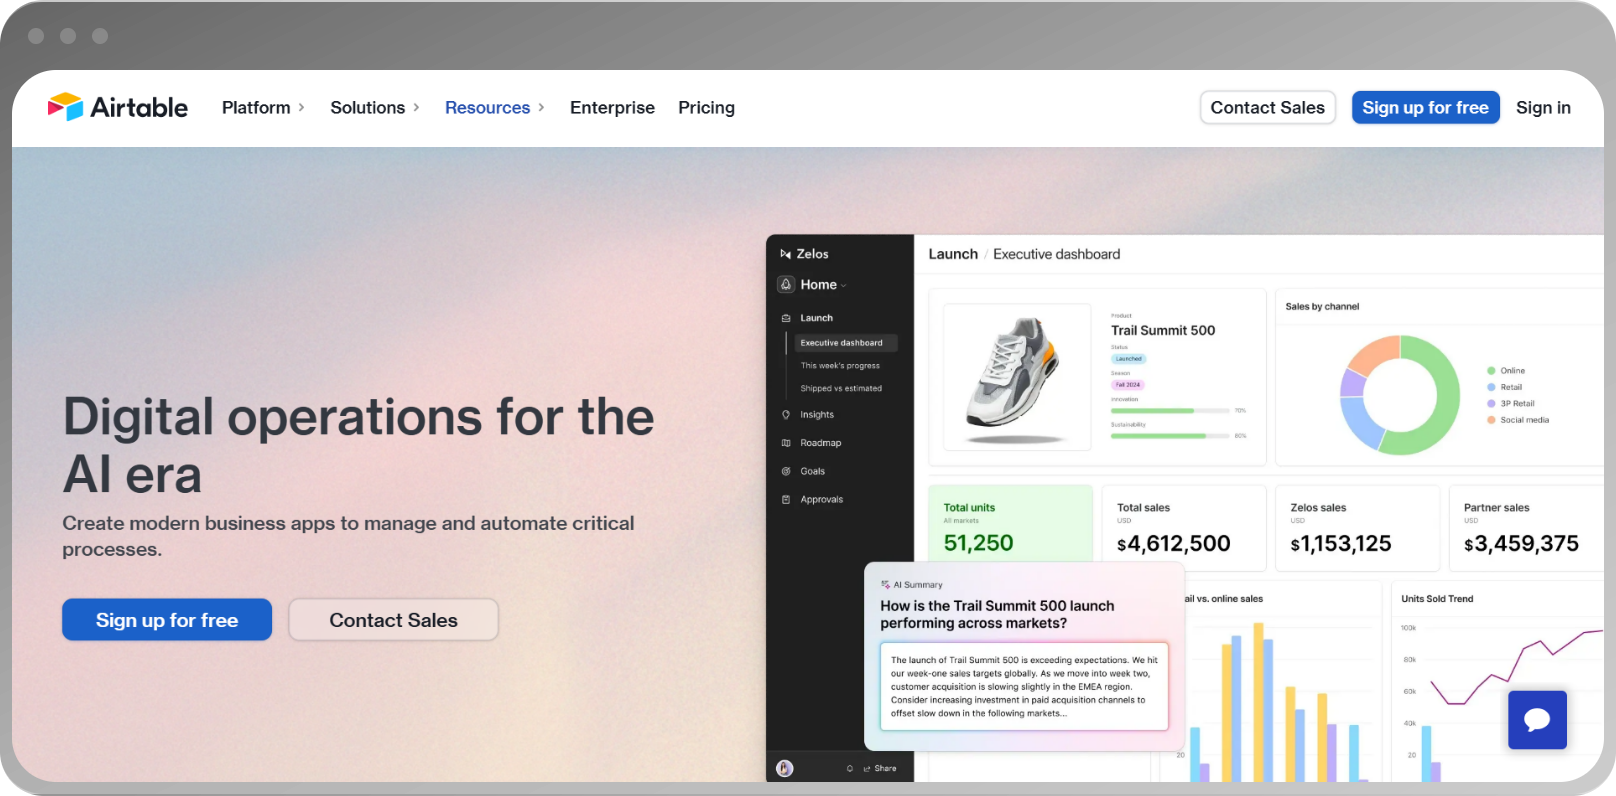 Airtable
Platform
Solutions
Resources
Enterprise
Pricing
Contact Sales
Sign up for free
Sign in
Digital operations for the
AI era
Create modern business apps to manage and automate critical
processes.
Sign up for free
Contact Sales
Zelos
Home
Launch
Executive dashboard
This week's progress
Shipped vs estimated
Insights
Roadmap
Goals
Approvals
Share
Launch / Executive dashboard
Product
Trail Summit 500
Status
Launched
Season
Fall 2024
Innovation
70%
Sustainability
80%
Sales by channel
Online
Retail
3P Retail
Social media
Total units
All markets
51,250
Total sales
USD
$4,612,500
Zelos sales
USD
$1,153,125
Partner sales
USD
$3,459,375
AI Summary
How is the Trail Summit 500 launch
performing across markets?
The launch of Trail Summit 500 is exceeding expectations. We hit
our week-one sales targets globally. As we move into week two,
customer acquisition is slowing slightly in the EMEA region.
Consider increasing investment in paid acquisition channels to
offset slow down in the following markets...
ail vs. online sales
20
Units Sold Trend
100k
80k
60k
40k
20